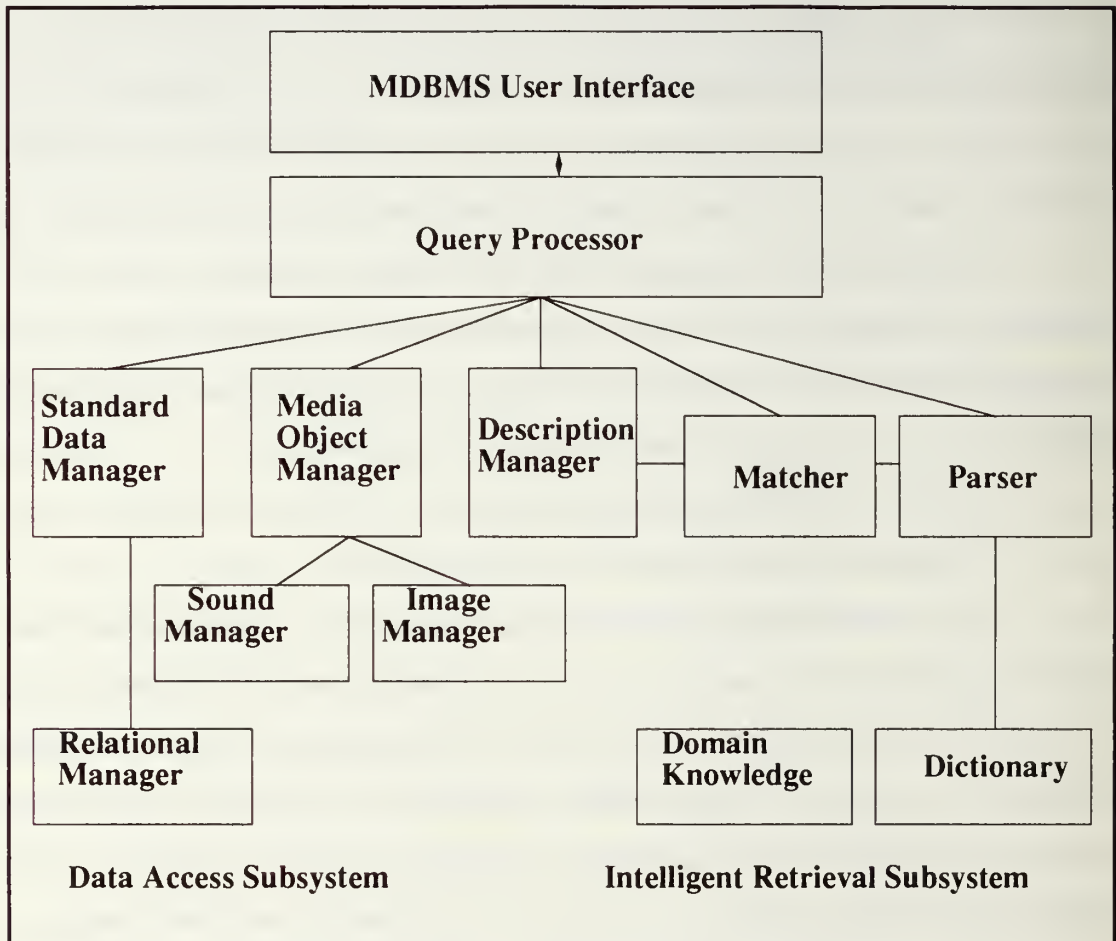 MDBMS User Interface
Query Processor
Standard
Data
Manager
Media
Object
Manager
Description
Manager
Matcher
Parser
Sound
Manager
Image
Manager
Relational
Manager
Domain
Knowledge
Dictionary
Data Access Subsystem
Intelligent Retrieval Subsystem